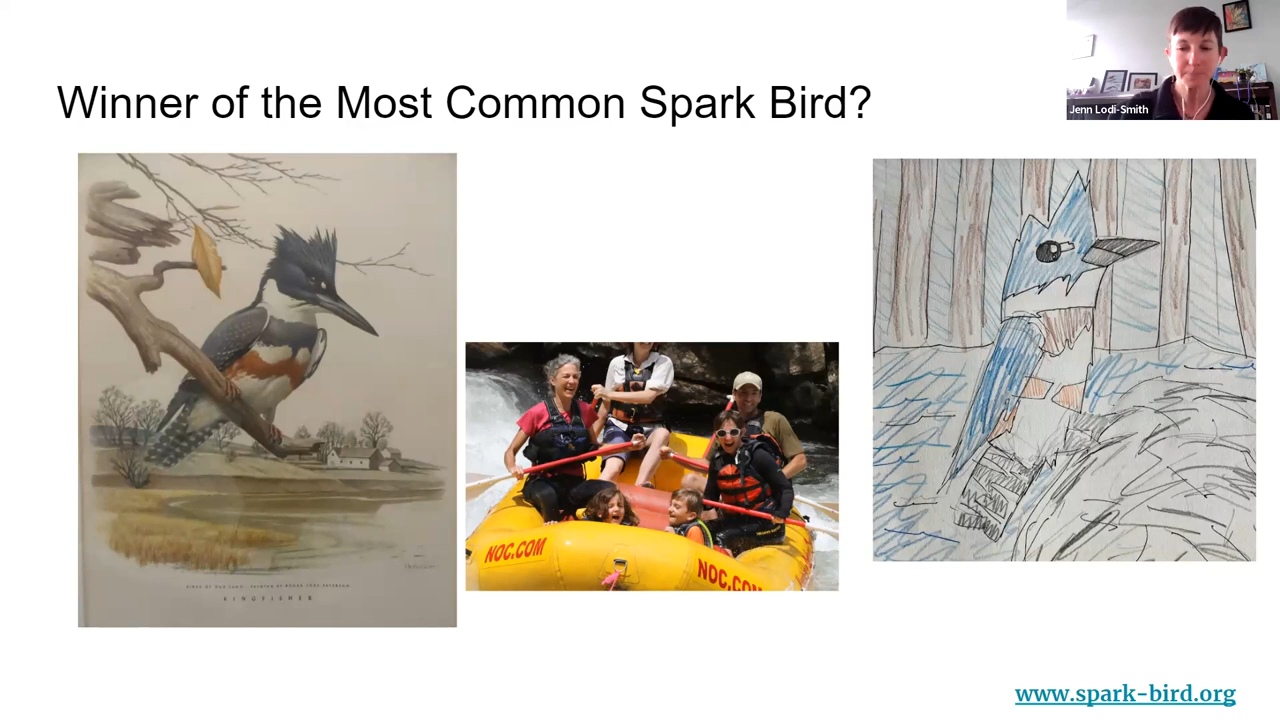 Winner of the Most Common Spark Bird?
Jenn Lodi-Smith
NOC.COM
NOC.COM
KINGFISHER
www.spark-bird.org